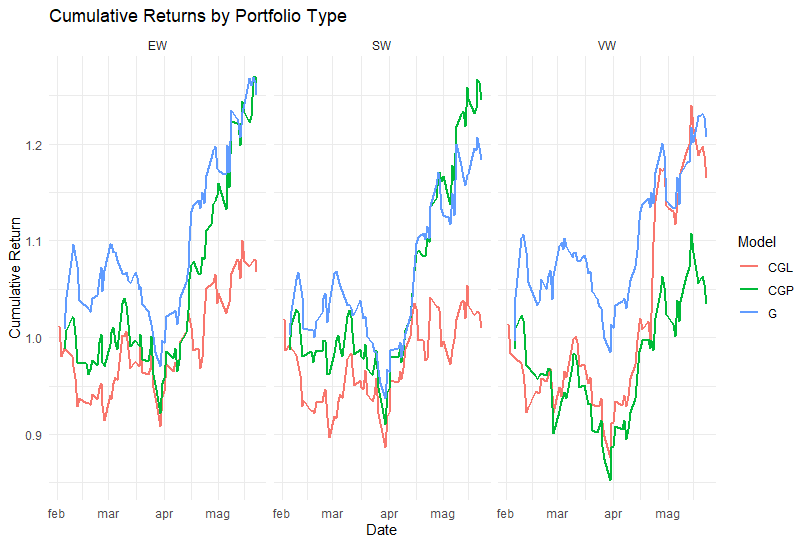 Cumulative Returns by Portfolio Type
EW
SW
VW
Cumulative Return
1.2
1.1
1.0
0.9
feb
mar
apr
mag
feb
mar
apr
mag
feb
mar
apr
mag
Date
Model
CGL
CGP
G